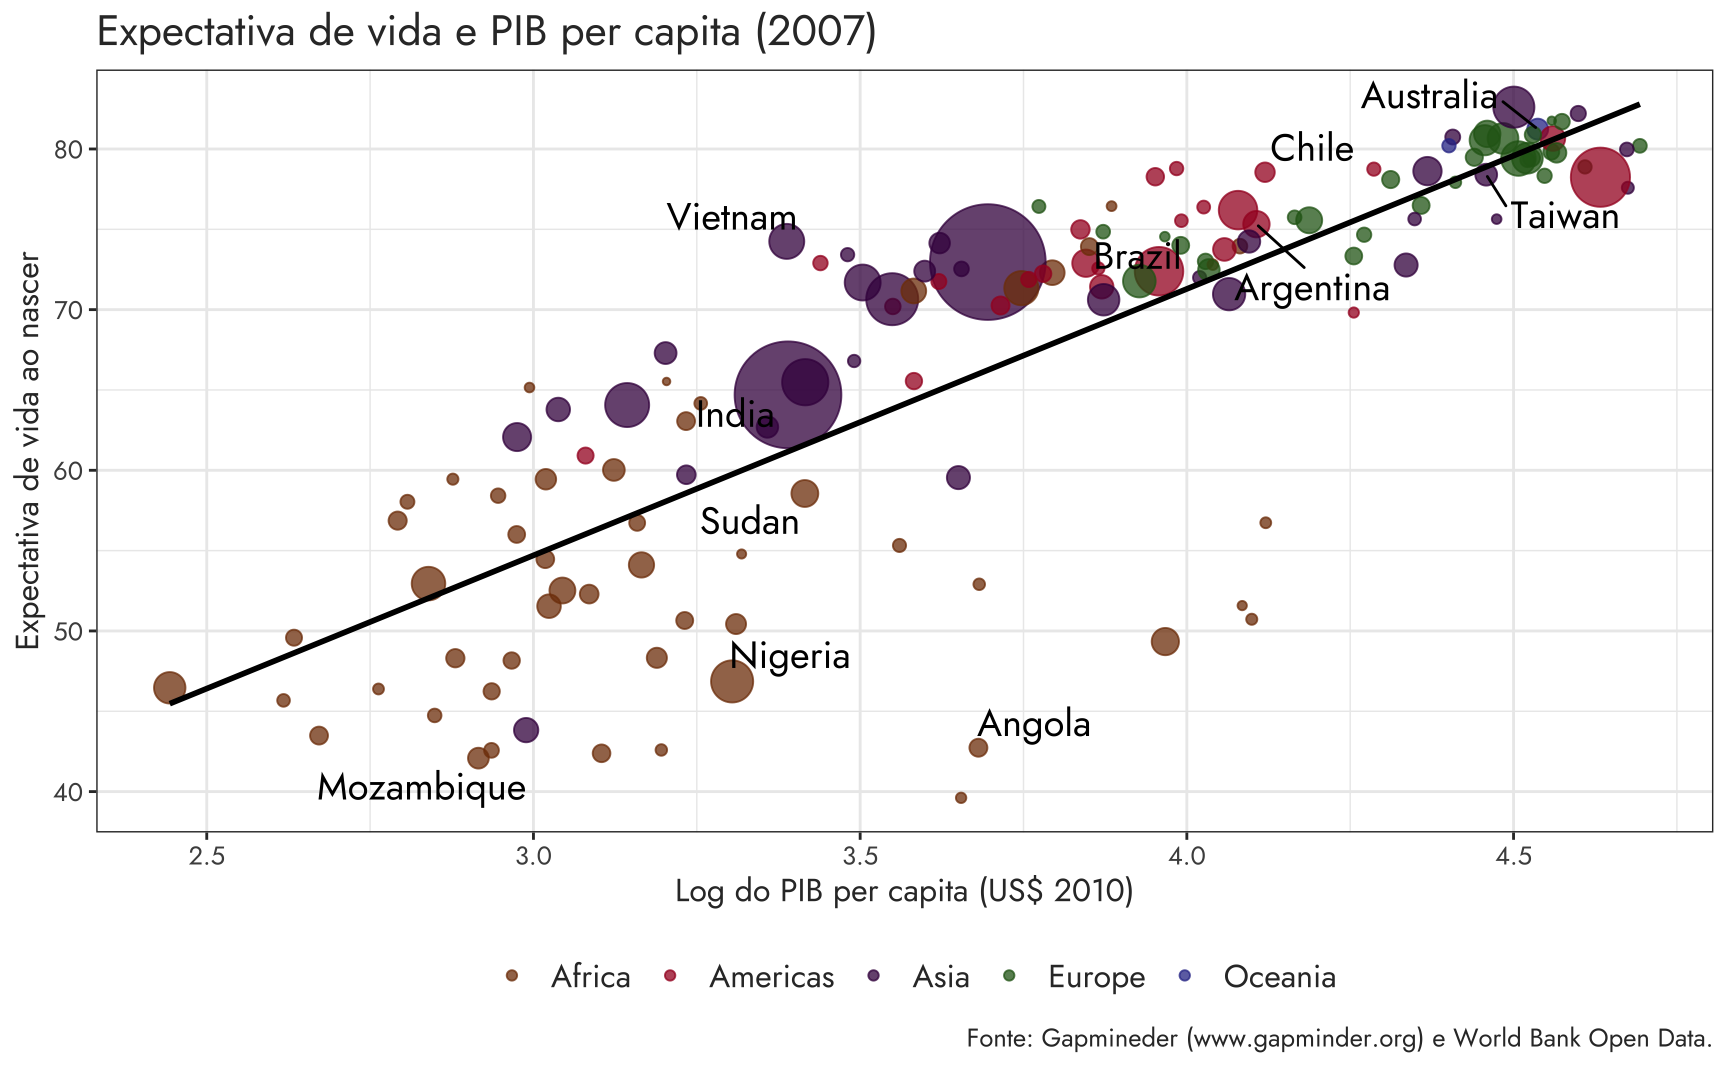 Expectativa de vida e PIB per capita (2007)
Expectativa de vida ao nascer
80
70
60
50
40
Australia
Chile
Vietnam
Taiwan
Brazil
Argentina
India
Sudan
Nigeria
Angola
Mozambique
2.5 3.0 3.5 4.0 4.5
Log do PIB per capita (US$ 2010)
Africa Americas Asia Europe Oceania
Fonte: Gapmineder (www.gapminder.org) e World Bank Open Data.